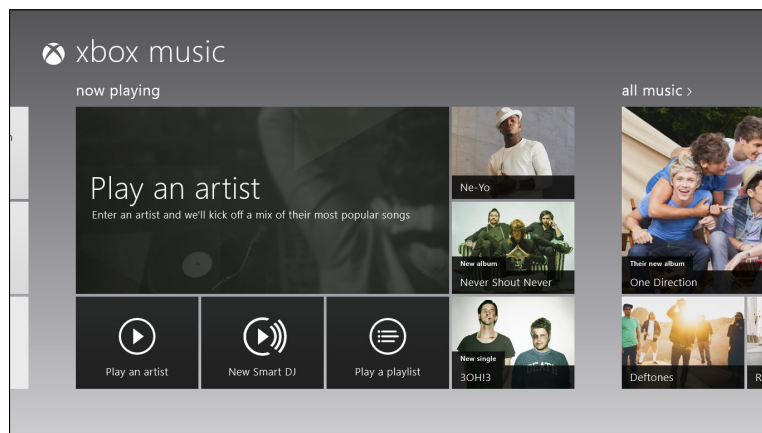 xbox music
now playing
all music >
Play an artist
Enter an artist and we'll kick off a mix of their most popular songs
Ne-Yo
New album
Never Shout Never
Their new album
One Direction
Play an artist
New Smart DJ
Play a playlist
New single
3OH!3
Deftones